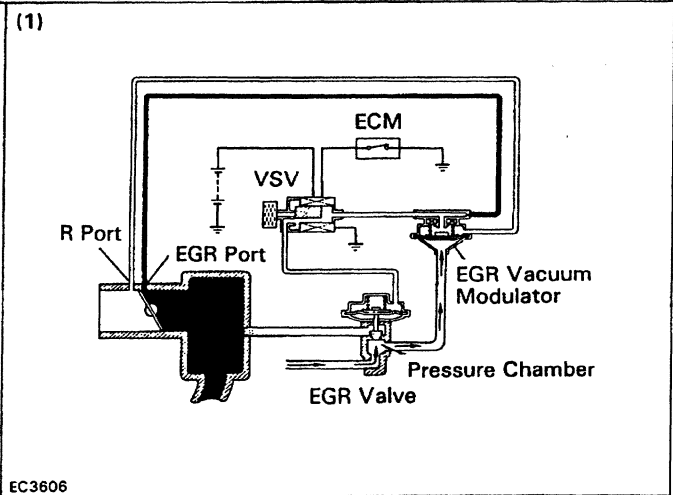 (1)
ECM
VSV
R Port
EGR Port
EGR Vacuum
Modulator
Pressure Chamber
EGR Valve
EC3606